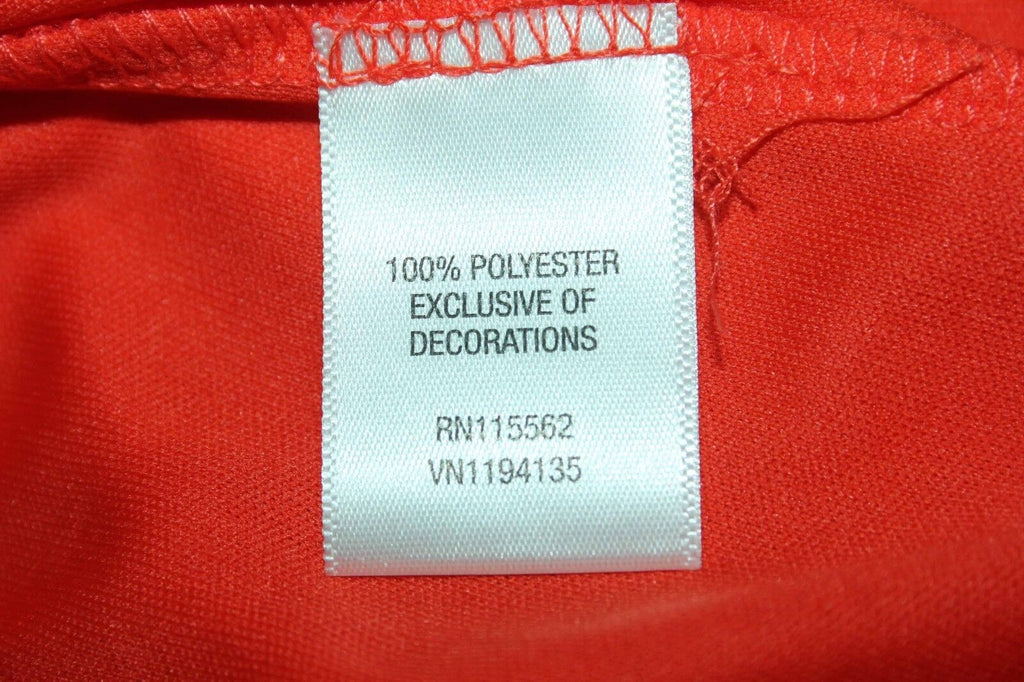 100% POLYESTER
EXCLUSIVE OF
DECORATIONS
RN115562
VN1194135